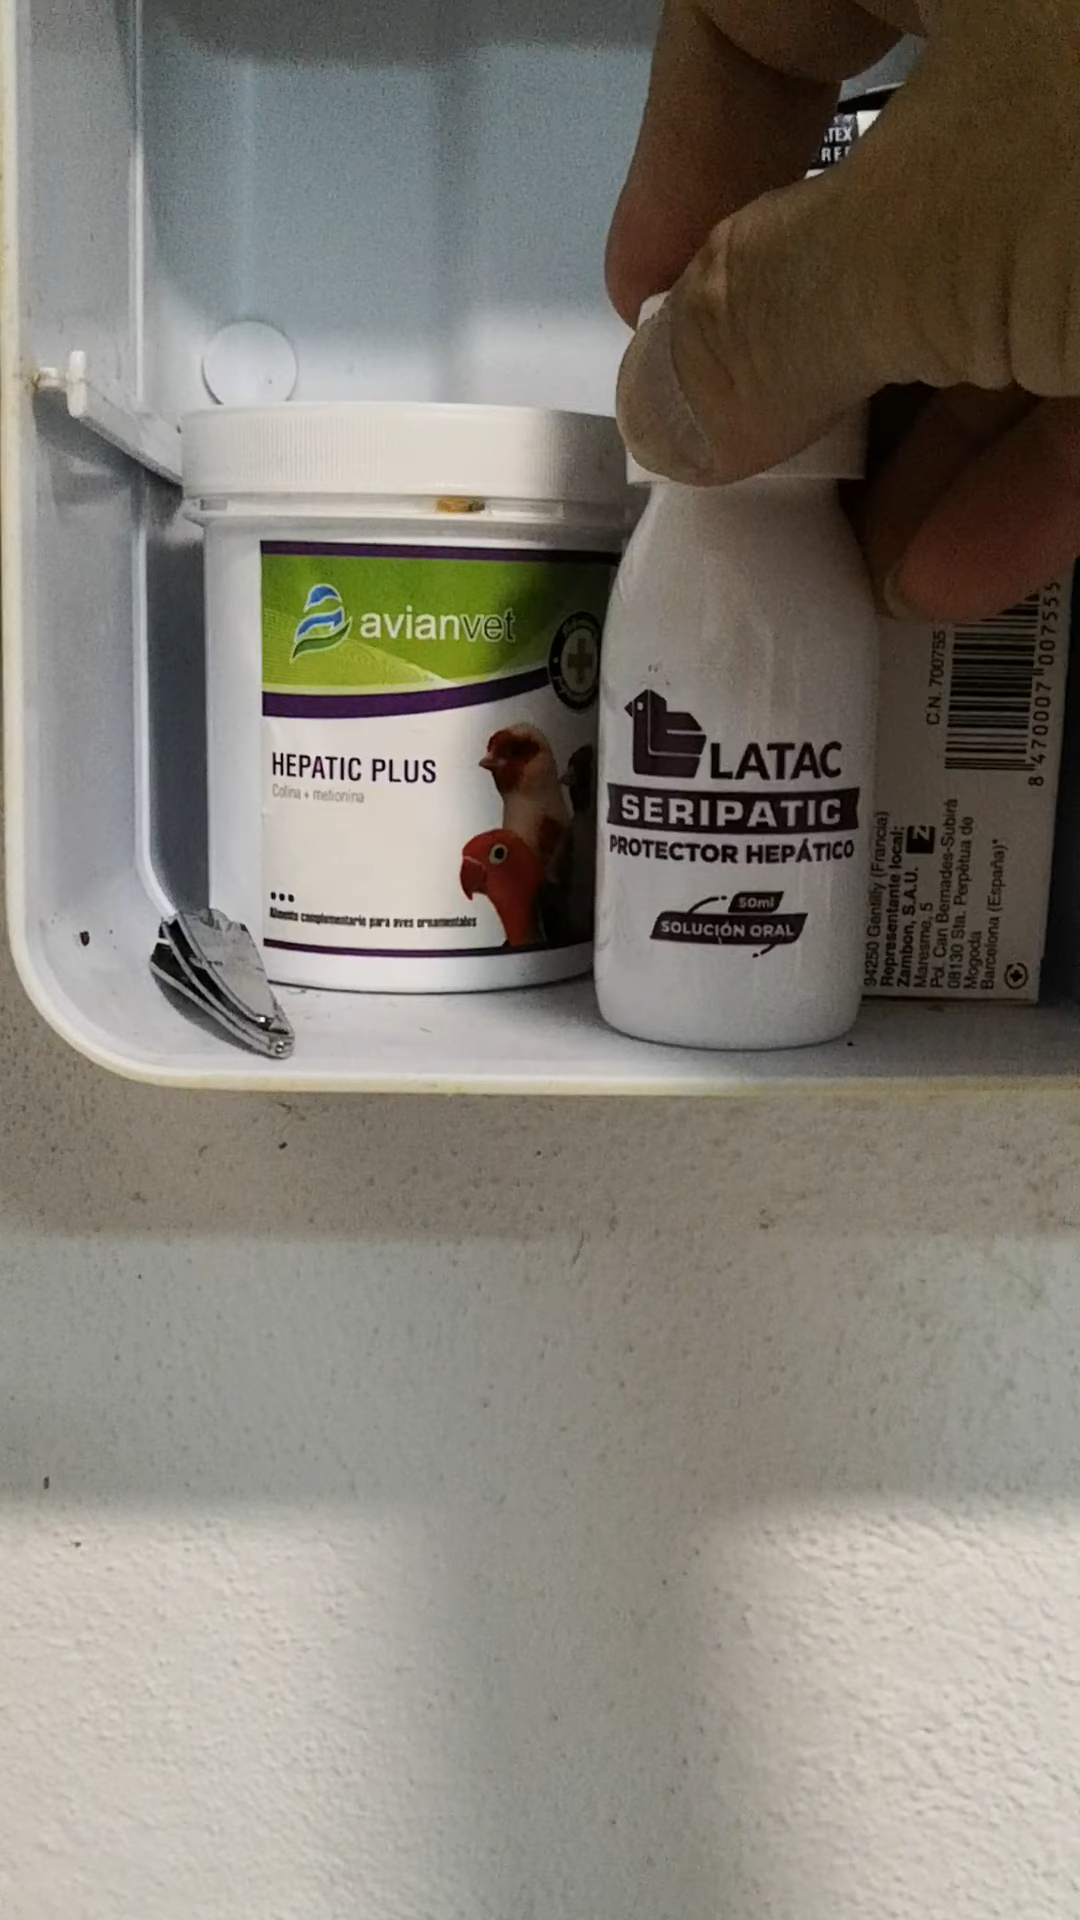 avianvet
HEPATIC PLUS
Colina + metionina
Alimento complementario para aves ornamentales
LATAC
SERIPATIC
PROTECTOR HEPÁTICO
50ml
SOLUCIÓN ORAL
C.N. 700755
8 470007 007555
94250 Gentilly (Francia)
Representante local:
Zambon, S.A.U.
Maresme, 5
Pol. Can Bernades-Subirà
08130 Sta. Perpètua de
Mogoda
Barcelona (España)*
Z